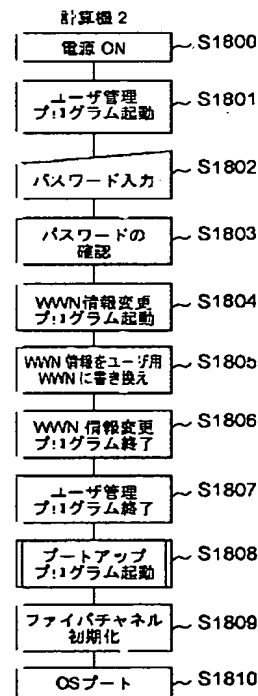 計算機2
電源 ON
S1800
ユーザ管理
プログラム起動
S1801
パスワード入力
S1802
パスワードの
確認
S1803
WWN 情報変更
プログラム起動
S1804
WWN 情報をユーザ用
WWN に書き換え
S1805
WWN 情報変更
プログラム終了
S1806
ユーザ管理
プログラム終了
S1807
ブートアップ
プログラム起動
S1808
ファイバチャネル
初期化
S1809
OSブート
S1810